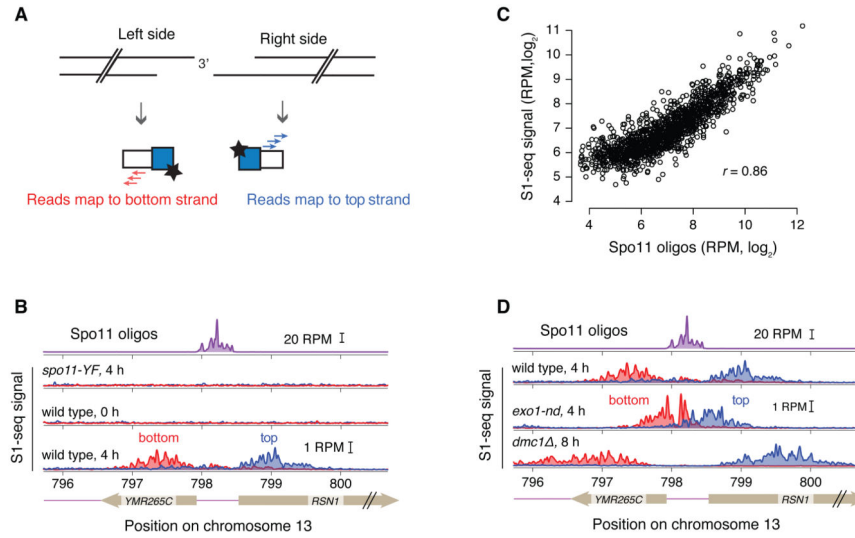 A
Left side
Right side
3’
Reads map to bottom strand
Reads map to top strand
C
S1-seq signal (RPM,log2)
11
10
9
8
7
6
5
4
r = 0.86
4 6 8 10 12
Spo11 oligos (RPM, log2)
B
Spo11 oligos
20 RPM
S1-seq signal
spo11-YF, 4 h
wild type, 0 h
bottom
top
1 RPM
wild type, 4 h
796 797 798 799 800
YMR265C
RSN1
Position on chromosome 13
D
Spo11 oligos
20 RPM
S1-seq signal
wild type, 4 h
exo1-nd, 4 h
bottom
top
1 RPM
dmc1Δ, 8 h
796 797 798 799 800
YMR265C
RSN1
Position on chromosome 13